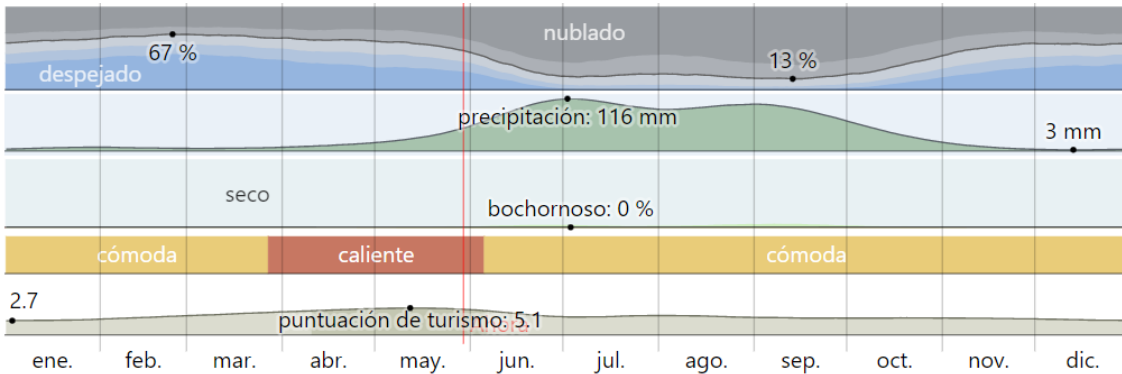 nublado
67 %
13 %
despejado
precipitación: 116 mm
3 mm
seco
bochornoso: 0 %
cómoda caliente cómoda
2.7
puntuación de turismo: 5.1
Ahora
ene. feb. mar. abr. may. jun. jul. ago. sep. oct. nov. dic.